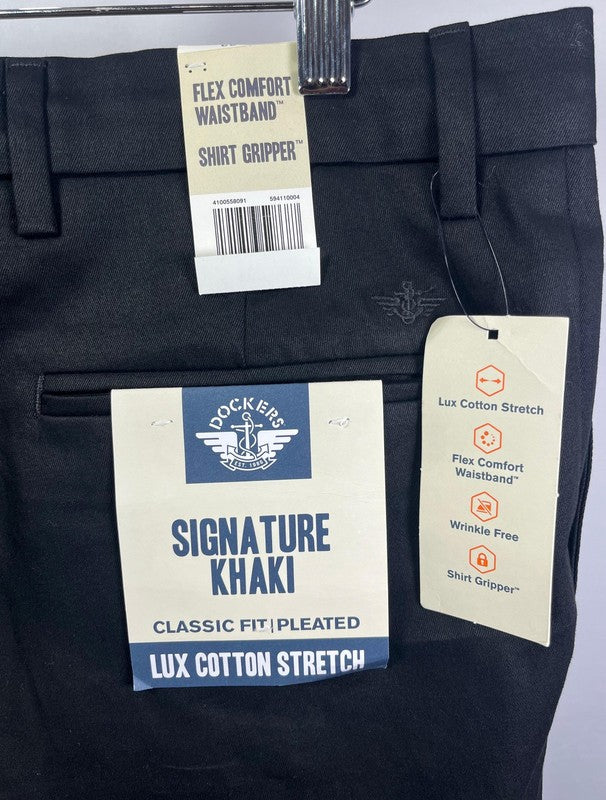 FLEX COMFORT
WAISTBAND™
SHIRT GRIPPER™
4100558091 594110004
DOCKERS
EST. 1986
SIGNATURE
KHAKI
CLASSIC FIT | PLEATED
LUX COTTON STRETCH
Lux Cotton Stretch
Flex Comfort
Waistband™
Wrinkle Free
Shirt Gripper™